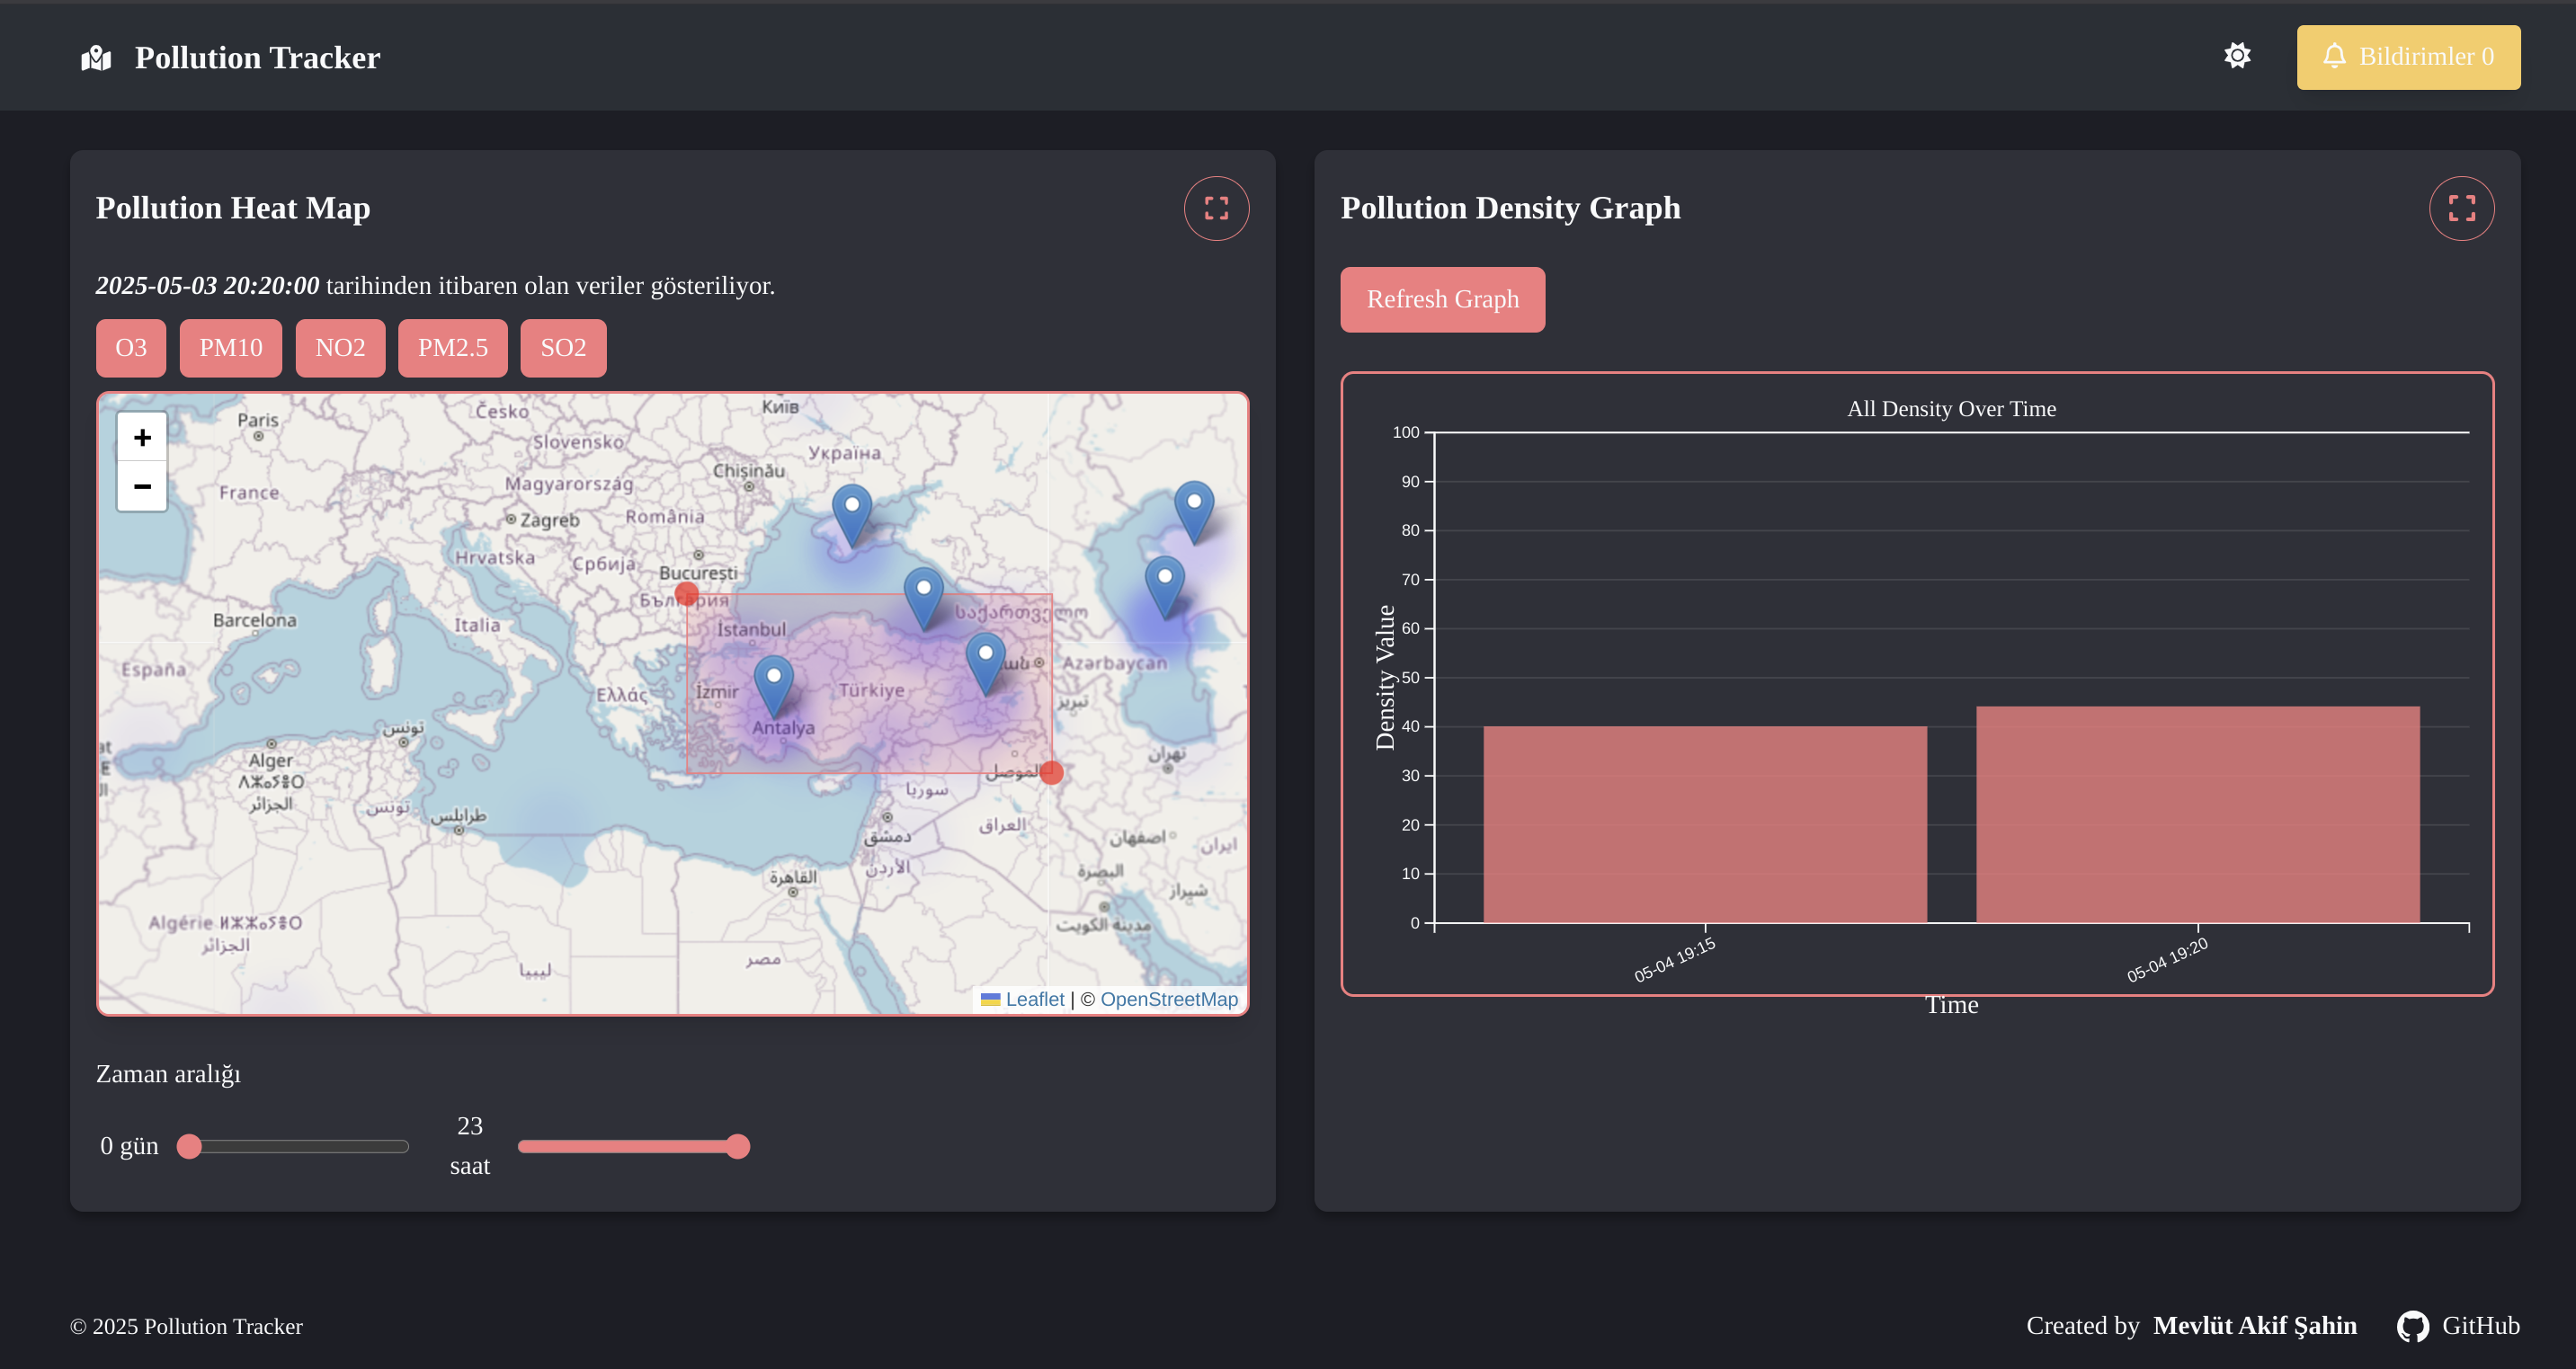 Pollution Tracker
Bildirimler 0
Pollution Heat Map
2025-05-03 20:20:00 tarihinden itibaren olan veriler gösteriliyor.
O3
PM10
NO2
PM2.5
SO2
+
−
Paris
Česko
Київ
Slovensko
Україна
Chișinău
France
Magyarország
Zagreb
România
Hrvatska
Србија
București
България
Barcelona
Italia
İstanbul
საქართველო
España
Ελλάς
İzmir
Türkiye
Azərbaycan
Antalya
تبریز
تونس
Alger
ⴷⵣⴰⵢⴻⵔ
الجزائر
تونس
طرابلس
الموصل
تهران
سوريا
العراق
دمشق
الأردن
اصفهان
ایران
القاهرة
البصرة
شیراز
مدينة الكويت
Algérie ⵍⵣⵣⴰⵢⴻⵔ
الجزائر
ليبيا
مصر
Leaflet | © OpenStreetMap
Zaman aralığı
0 gün
23
saat
Pollution Density Graph
Refresh Graph
All Density Over Time
100
90
80
70
60
50
40
30
20
10
0
Density Value
05-04 19:15
05-04 19:20
Time
© 2025 Pollution Tracker
Created by Mevlüt Akif Şahin
GitHub